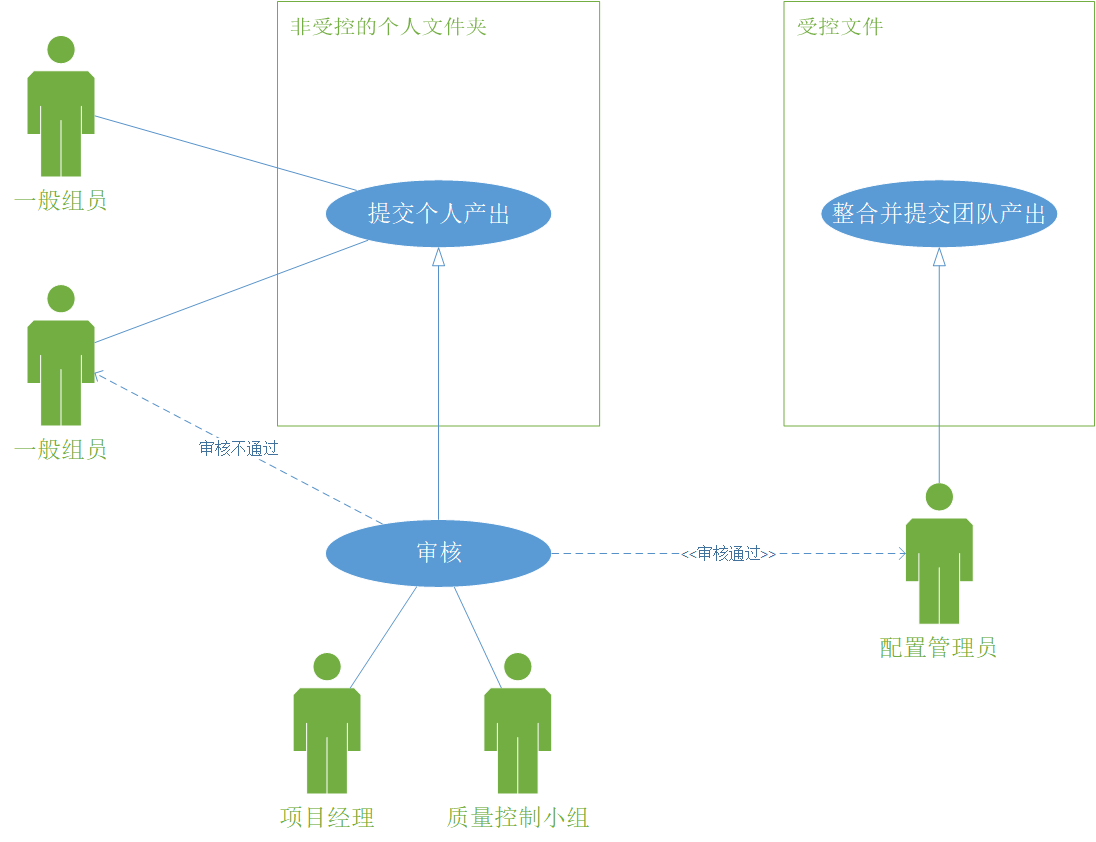 非受控的个人文件夹
受控文件
一般组员
提交个人产出
整合并提交团队产出
一般组员
审核不通过
审核
<<审核通过>>
配置管理员
项目经理
质量控制小组